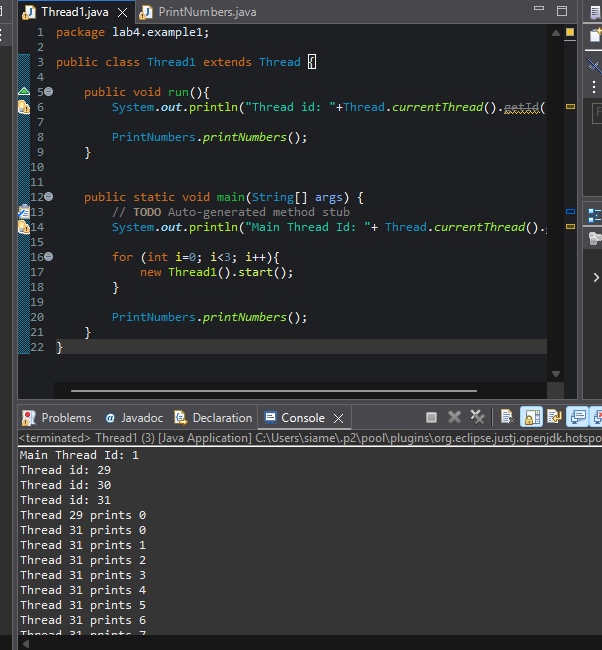 Thread1.java PrintNumbers.java
1 package lab4.example1;
2
3 public class Thread1 extends Thread {
4
5 public void run(){
6 System.out.println("Thread id: "+Thread.currentThread().getId(
7
8 PrintNumbers.printNumbers();
9 }
10
11
12 public static void main(String[] args) {
13 // TODO Auto-generated method stub
14 System.out.println("Main Thread Id: "+ Thread.currentThread().
15
16 for (int i=0; i<3; i++){
17 new Thread1().start();
18 }
19
20 PrintNumbers.printNumbers();
21 }
22 }
Problems Javadoc Declaration Console
<terminated> Thread1 (3) [Java Application] C:\Users\siame\.p2\pool\plugins\org.eclipse.justj.openjdk.hotspo
Main Thread Id: 1
Thread id: 29
Thread id: 30
Thread id: 31
Thread 29 prints 0
Thread 31 prints 0
Thread 31 prints 1
Thread 31 prints 2
Thread 31 prints 3
Thread 31 prints 4
Thread 31 prints 5
Thread 31 prints 6
Thread 31 prints 7